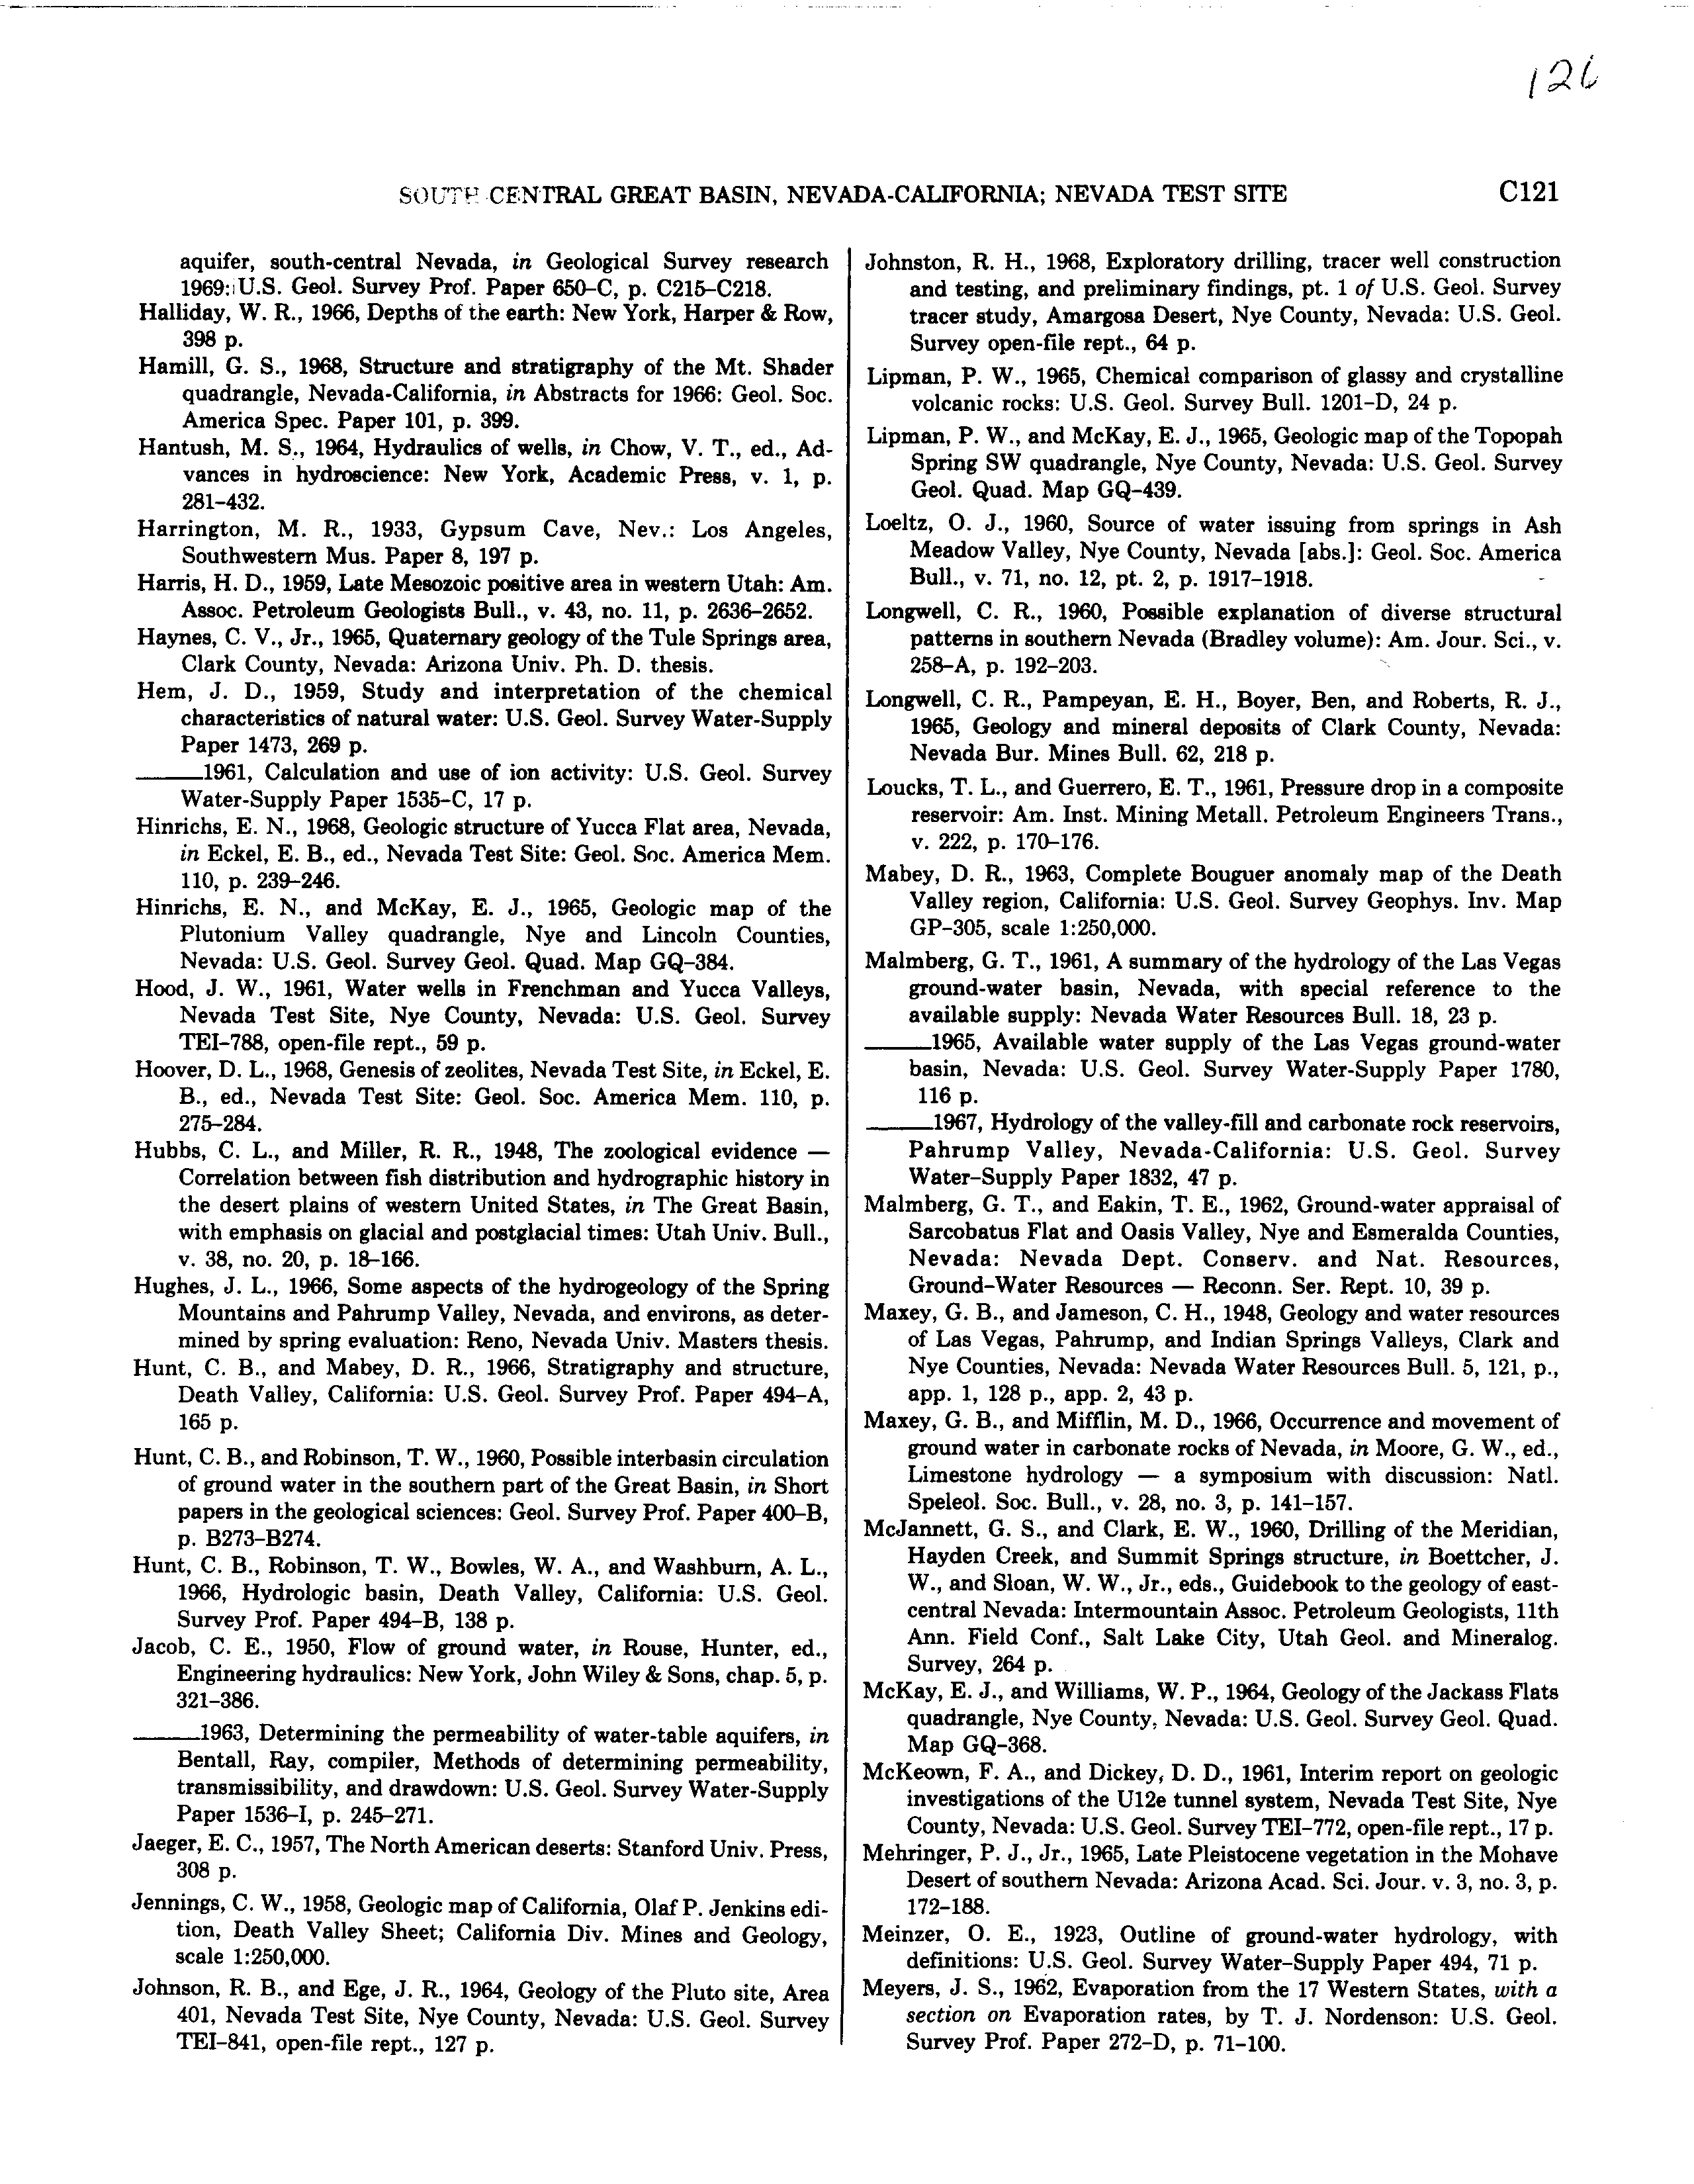 126
SOUTH-CENTRAL GREAT BASIN, NEVADA-CALIFORNIA; NEVADA TEST SITE C121
aquifer, south-central Nevada, in Geological Survey research
1969: U.S. Geol. Survey Prof. Paper 650–C, p. C215–C218.
Halliday, W. R., 1966, Depths of the earth: New York, Harper & Row,
398 p.
Hamill, G. S., 1968, Structure and stratigraphy of the Mt. Shader
quadrangle, Nevada-California, in Abstracts for 1966: Geol. Soc.
America Spec. Paper 101, p. 399.
Hantush, M. S., 1964, Hydraulics of wells, in Chow, V. T., ed., Ad-
vances in hydroscience: New York, Academic Press, v. 1, p.
281–432.
Harrington, M. R., 1933, Gypsum Cave, Nev.: Los Angeles,
Southwestern Mus. Paper 8, 197 p.
Harris, H. D., 1959, Late Mesozoic positive area in western Utah: Am.
Assoc. Petroleum Geologists Bull., v. 43, no. 11, p. 2636–2652.
Haynes, C. V., Jr., 1965, Quaternary geology of the Tule Springs area,
Clark County, Nevada: Arizona Univ. Ph. D. thesis.
Hem, J. D., 1959, Study and interpretation of the chemical
characteristics of natural water: U.S. Geol. Survey Water-Supply
Paper 1473, 269 p.
_____1961, Calculation and use of ion activity: U.S. Geol. Survey
Water-Supply Paper 1535–C, 17 p.
Hinrichs, E. N., 1968, Geologic structure of Yucca Flat area, Nevada,
in Eckel, E. B., ed., Nevada Test Site: Geol. Soc. America Mem.
110, p. 239–246.
Hinrichs, E. N., and McKay, E. J., 1965, Geologic map of the
Plutonium Valley quadrangle, Nye and Lincoln Counties,
Nevada: U.S. Geol. Survey Geol. Quad. Map GQ–384.
Hood, J. W., 1961, Water wells in Frenchman and Yucca Valleys,
Nevada Test Site, Nye County, Nevada: U.S. Geol. Survey
TEI–788, open-file rept., 59 p.
Hoover, D. L., 1968, Genesis of zeolites, Nevada Test Site, in Eckel, E.
B., ed., Nevada Test Site: Geol. Soc. America Mem. 110, p.
275–284.
Hubbs, C. L., and Miller, R. R., 1948, The zoological evidence —
Correlation between fish distribution and hydrographic history in
the desert plains of western United States, in The Great Basin,
with emphasis on glacial and postglacial times: Utah Univ. Bull.,
v. 38, no. 20, p. 18–166.
Hughes, J. L., 1966, Some aspects of the hydrogeology of the Spring
Mountains and Pahrump Valley, Nevada, and environs, as deter-
mined by spring evaluation: Reno, Nevada Univ. Masters thesis.
Hunt, C. B., and Mabey, D. R., 1966, Stratigraphy and structure,
Death Valley, California: U.S. Geol. Survey Prof. Paper 494–A,
165 p.
Hunt, C. B., and Robinson, T. W., 1960, Possible interbasin circulation
of ground water in the southern part of the Great Basin, in Short
papers in the geological sciences: Geol. Survey Prof. Paper 400–B,
p. B273–B274.
Hunt, C. B., Robinson, T. W., Bowles, W. A., and Washburn, A. L.,
1966, Hydrologic basin, Death Valley, California: U.S. Geol.
Survey Prof. Paper 494–B, 138 p.
Jacob, C. E., 1950, Flow of ground water, in Rouse, Hunter, ed.,
Engineering hydraulics: New York, John Wiley & Sons, chap. 5, p.
321–386.
_____1963, Determining the permeability of water-table aquifers, in
Bentall, Ray, compiler, Methods of determining permeability,
transmissibility, and drawdown: U.S. Geol. Survey Water-Supply
Paper 1536–I, p. 245–271.
Jaeger, E. C., 1957, The North American deserts: Stanford Univ. Press,
308 p.
Jennings, C. W., 1958, Geologic map of California, Olaf P. Jenkins edi-
tion, Death Valley Sheet; California Div. Mines and Geology,
scale 1:250,000.
Johnson, R. B., and Ege, J. R., 1964, Geology of the Pluto site, Area
401, Nevada Test Site, Nye County, Nevada: U.S. Geol. Survey
TEI–841, open-file rept., 127 p.
Johnston, R. H., 1968, Exploratory drilling, tracer well construction
and testing, and preliminary findings, pt. 1 of U.S. Geol. Survey
tracer study, Amargosa Desert, Nye County, Nevada: U.S. Geol.
Survey open-file rept., 64 p.
Lipman, P. W., 1965, Chemical comparison of glassy and crystalline
volcanic rocks: U.S. Geol. Survey Bull. 1201–D, 24 p.
Lipman, P. W., and McKay, E. J., 1965, Geologic map of the Topopah
Spring SW quadrangle, Nye County, Nevada: U.S. Geol. Survey
Geol. Quad. Map GQ–439.
Loeltz, O. J., 1960, Source of water issuing from springs in Ash
Meadow Valley, Nye County, Nevada [abs.]: Geol. Soc. America
Bull., v. 71, no. 12, pt. 2, p. 1917–1918.
Longwell, C. R., 1960, Possible explanation of diverse structural
patterns in southern Nevada (Bradley volume): Am. Jour. Sci., v.
258–A, p. 192–203.
Longwell, C. R., Pampeyan, E. H., Boyer, Ben, and Roberts, R. J.,
1965, Geology and mineral deposits of Clark County, Nevada:
Nevada Bur. Mines Bull. 62, 218 p.
Loucks, T. L., and Guerrero, E. T., 1961, Pressure drop in a composite
reservoir: Am. Inst. Mining Metall. Petroleum Engineers Trans.,
v. 222, p. 170–176.
Mabey, D. R., 1963, Complete Bouguer anomaly map of the Death
Valley region, California: U.S. Geol. Survey Geophys. Inv. Map
GP–305, scale 1:250,000.
Malmberg, G. T., 1961, A summary of the hydrology of the Las Vegas
ground-water basin, Nevada, with special reference to the
available supply: Nevada Water Resources Bull. 18, 23 p.
_____1965, Available water supply of the Las Vegas ground-water
basin, Nevada: U.S. Geol. Survey Water-Supply Paper 1780,
116 p.
_____1967, Hydrology of the valley-fill and carbonate rock reservoirs,
Pahrump Valley, Nevada-California: U.S. Geol. Survey
Water–Supply Paper 1832, 47 p.
Malmberg, G. T., and Eakin, T. E., 1962, Ground-water appraisal of
Sarcobatus Flat and Oasis Valley, Nye and Esmeralda Counties,
Nevada: Nevada Dept. Conserv. and Nat. Resources,
Ground–Water Resources — Reconn. Ser. Rept. 10, 39 p.
Maxey, G. B., and Jameson, C. H., 1948, Geology and water resources
of Las Vegas, Pahrump, and Indian Springs Valleys, Clark and
Nye Counties, Nevada: Nevada Water Resources Bull. 5, 121, p.,
app. 1, 128 p., app. 2, 43 p.
Maxey, G. B., and Mifflin, M. D., 1966, Occurrence and movement of
ground water in carbonate rocks of Nevada, in Moore, G. W., ed.,
Limestone hydrology — a symposium with discussion: Natl.
Speleol. Soc. Bull., v. 28, no. 3, p. 141–157.
McJannett, G. S., and Clark, E. W., 1960, Drilling of the Meridian,
Hayden Creek, and Summit Springs structure, in Boettcher, J.
W., and Sloan, W. W., Jr., eds., Guidebook to the geology of east-
central Nevada: Intermountain Assoc. Petroleum Geologists, 11th
Ann. Field Conf., Salt Lake City, Utah Geol. and Mineralog.
Survey, 264 p.
McKay, E. J., and Williams, W. P., 1964, Geology of the Jackass Flats
quadrangle, Nye County, Nevada: U.S. Geol. Survey Geol. Quad.
Map GQ–368.
McKeown, F. A., and Dickey, D. D., 1961, Interim report on geologic
investigations of the U12e tunnel system, Nevada Test Site, Nye
County, Nevada: U.S. Geol. Survey TEI–772, open-file rept., 17 p.
Mehringer, P. J., Jr., 1965, Late Pleistocene vegetation in the Mohave
Desert of southern Nevada: Arizona Acad. Sci. Jour. v. 3, no. 3, p.
172–188.
Meinzer, O. E., 1923, Outline of ground-water hydrology, with
definitions: U.S. Geol. Survey Water–Supply Paper 494, 71 p.
Meyers, J. S., 1962, Evaporation from the 17 Western States, with a
section on Evaporation rates, by T. J. Nordenson: U.S. Geol.
Survey Prof. Paper 272–D, p. 71–100.